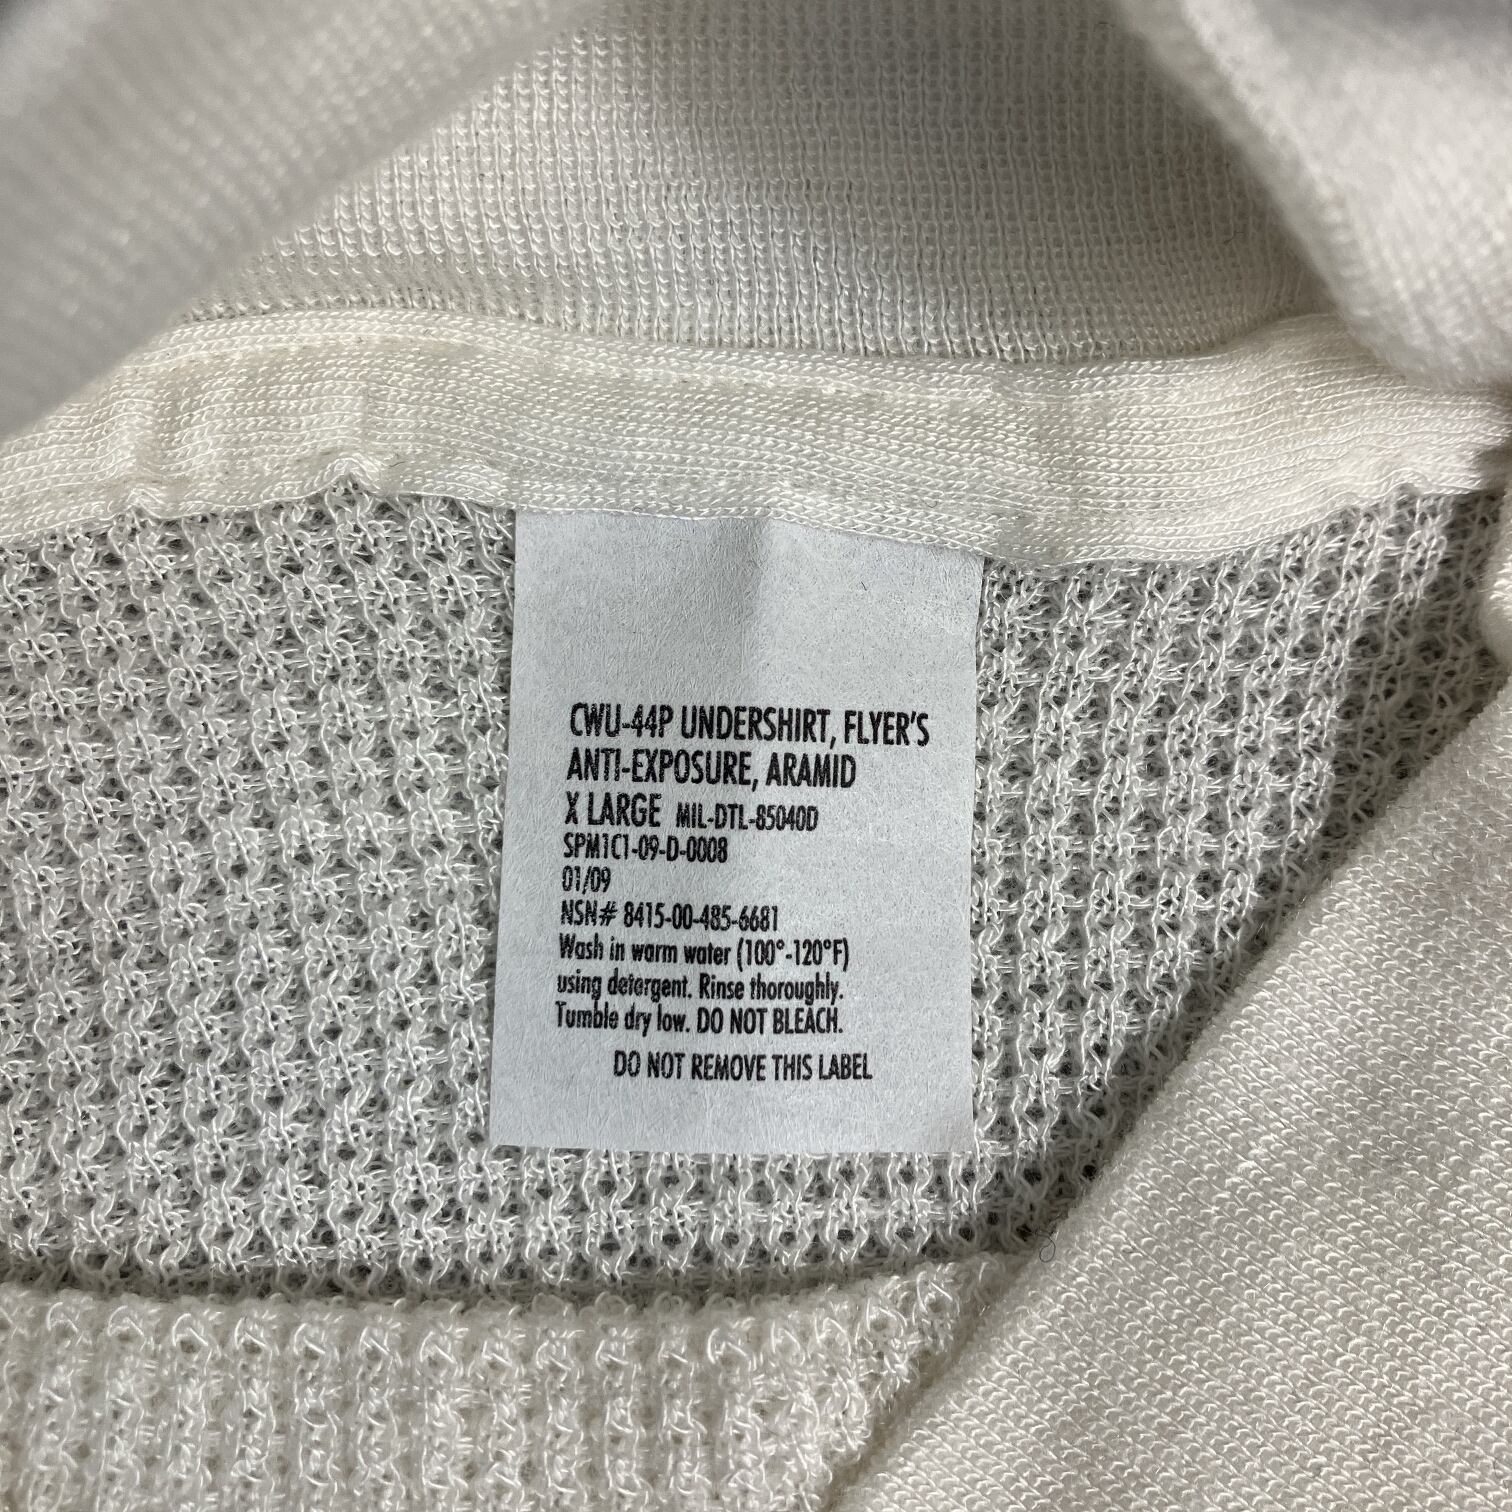 CWU-44P UNDERSHIRT, FLYER'S
ANTI-EXPOSURE, ARAMID
X LARGE MIL-DTL-85040D
SPM1C1-09-D-0008
01/09
NSN# 8415-00-485-6681
Wash in warm water (100°-120°F)
using detergent. Rinse thoroughly.
Tumble dry low. DO NOT BLEACH.
DO NOT REMOVE THIS LABEL